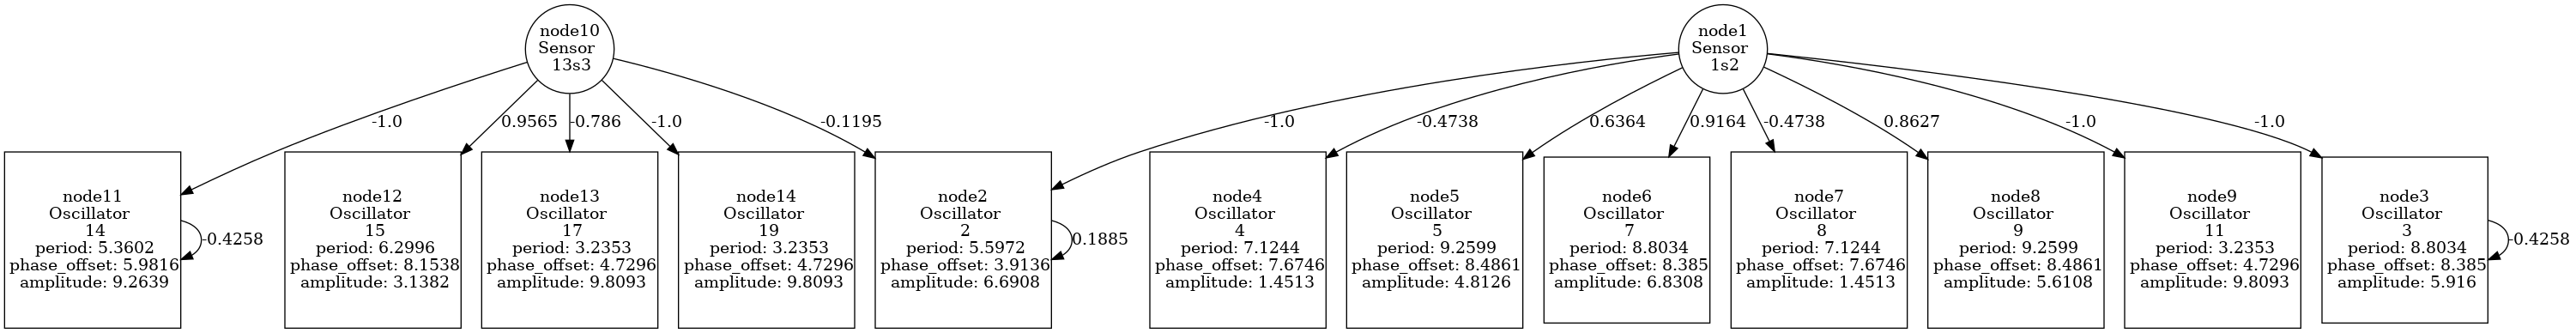 node10
Sensor
13s3
node1
Sensor
1s2
-1.0
0.9565
-0.786
-1.0
-0.1195
-1.0
-0.4738
0.6364
0.9164
-0.4738
0.8627
-1.0
-1.0
node11
Oscillator
14
period: 5.3602
phase_offset: 5.9816
amplitude: 9.2639
-0.4258
node12
Oscillator
15
period: 6.2996
phase_offset: 8.1538
amplitude: 3.1382
node13
Oscillator
17
period: 3.2353
phase_offset: 4.7296
amplitude: 9.8093
node14
Oscillator
19
period: 3.2353
phase_offset: 4.7296
amplitude: 9.8093
node2
Oscillator
2
period: 5.5972
phase_offset: 3.9136
amplitude: 6.6908
0.1885
node4
Oscillator
4
period: 7.1244
phase_offset: 7.6746
amplitude: 1.4513
node5
Oscillator
5
period: 9.2599
phase_offset: 8.4861
amplitude: 4.8126
node6
Oscillator
7
period: 8.8034
phase_offset: 8.385
amplitude: 6.8308
node7
Oscillator
8
period: 7.1244
phase_offset: 7.6746
amplitude: 1.4513
node8
Oscillator
9
period: 9.2599
phase_offset: 8.4861
amplitude: 5.6108
node9
Oscillator
11
period: 3.2353
phase_offset: 4.7296
amplitude: 9.8093
node3
Oscillator
3
period: 8.8034
phase_offset: 8.385
amplitude: 5.916
-0.4258